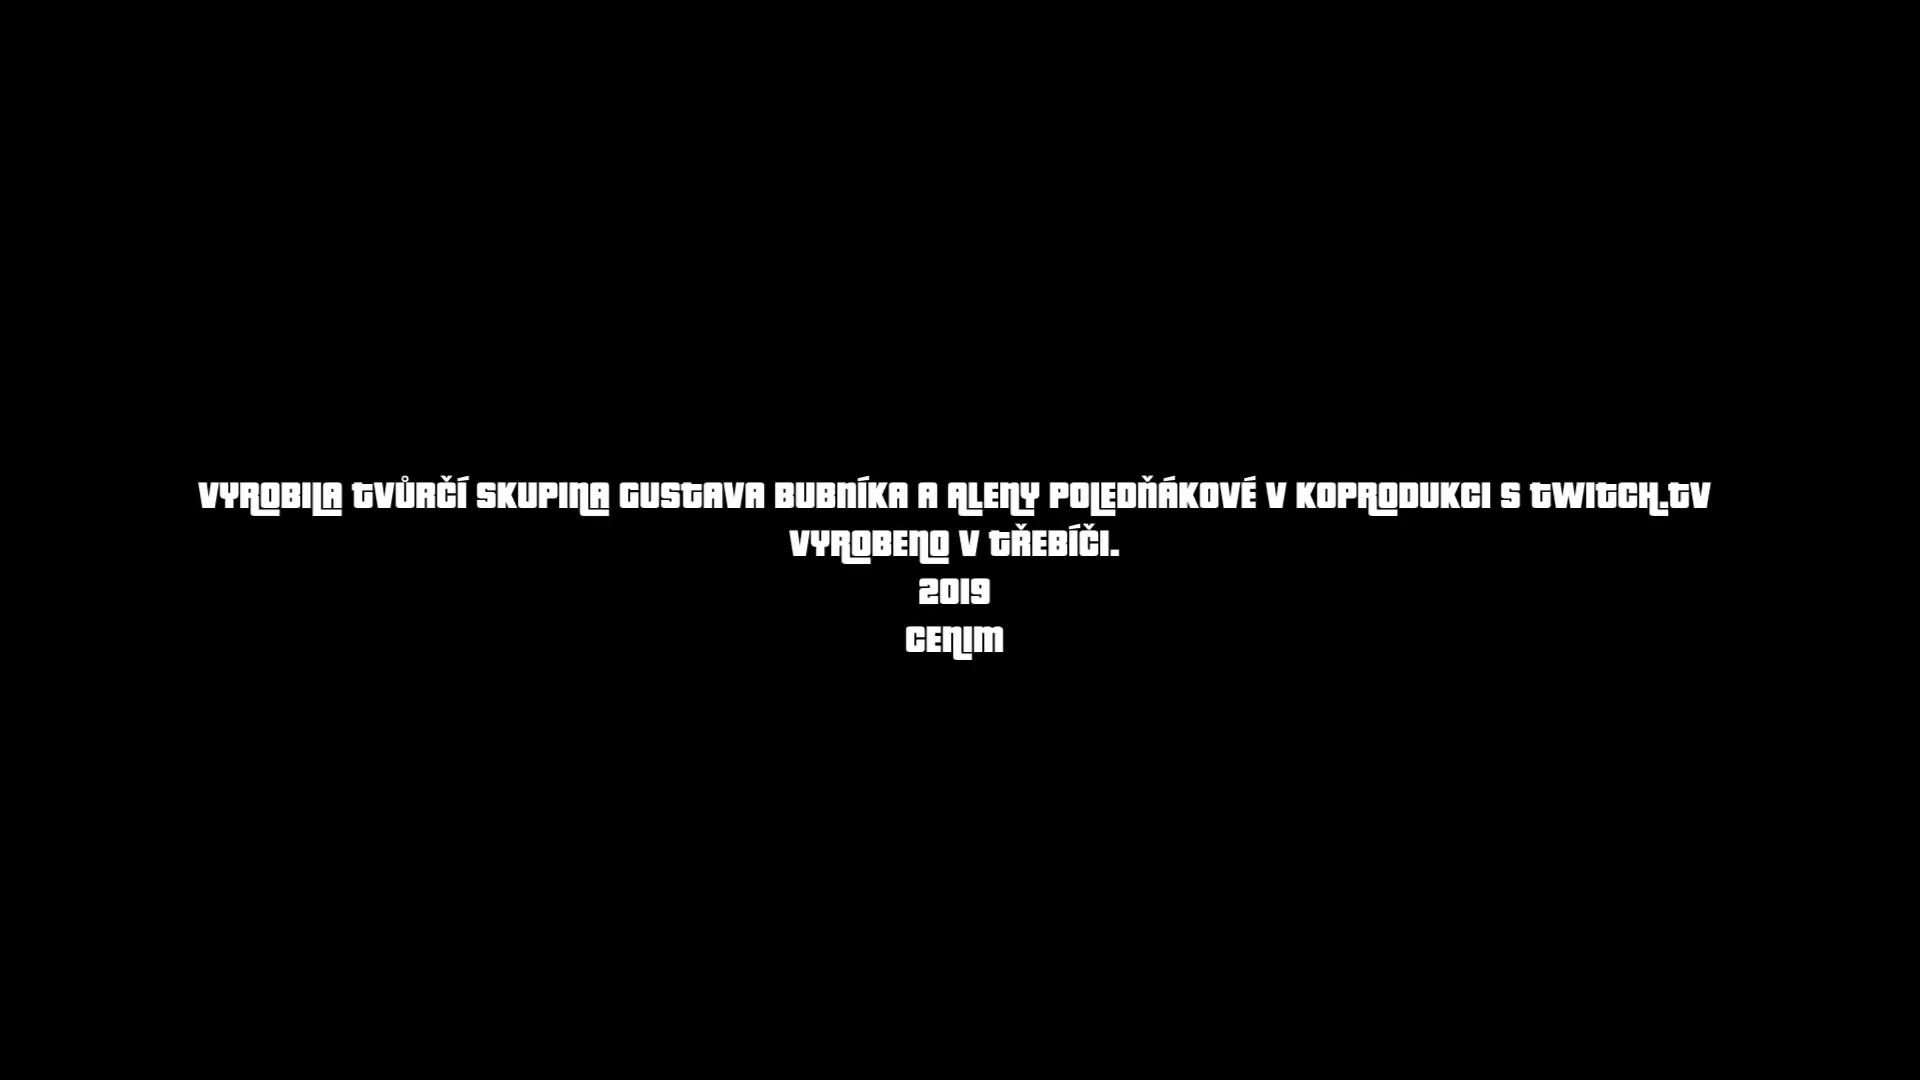 VYROBILA TVŮRČÍ SKUPINA GUSTAVA BUBNÍKA A ALENY POLEDŇÁKOVÉ V KOPRODUKCI S TWITCH.TV
VYROBENO V TŘEBÍČI.
2019
CENIM